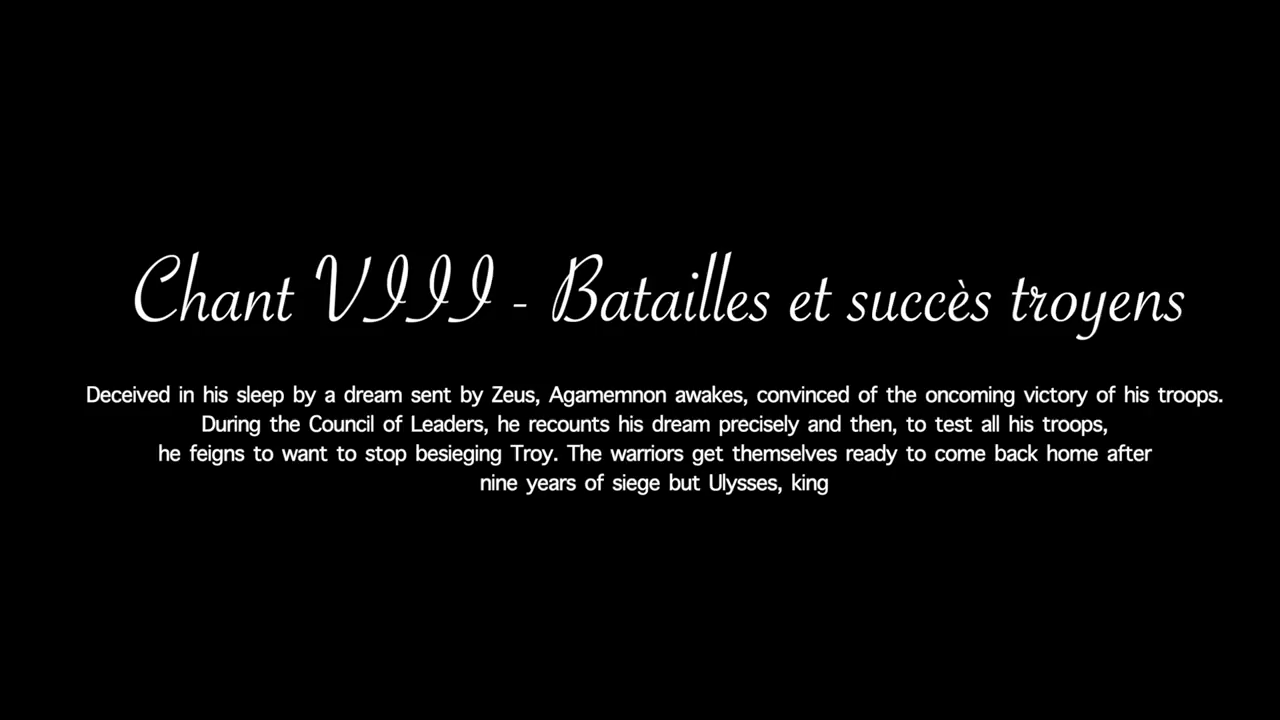 Chant VIII - Batailles et succès troyens
Deceived in his sleep by a dream sent by Zeus, Agamemnon awakes, convinced of the oncoming victory of his troops.
During the Council of Leaders, he recounts his dream precisely and then, to test all his troops,
he feigns to want to stop besieging Troy. The warriors get themselves ready to come back home after
nine years of siege but Ulysses, king